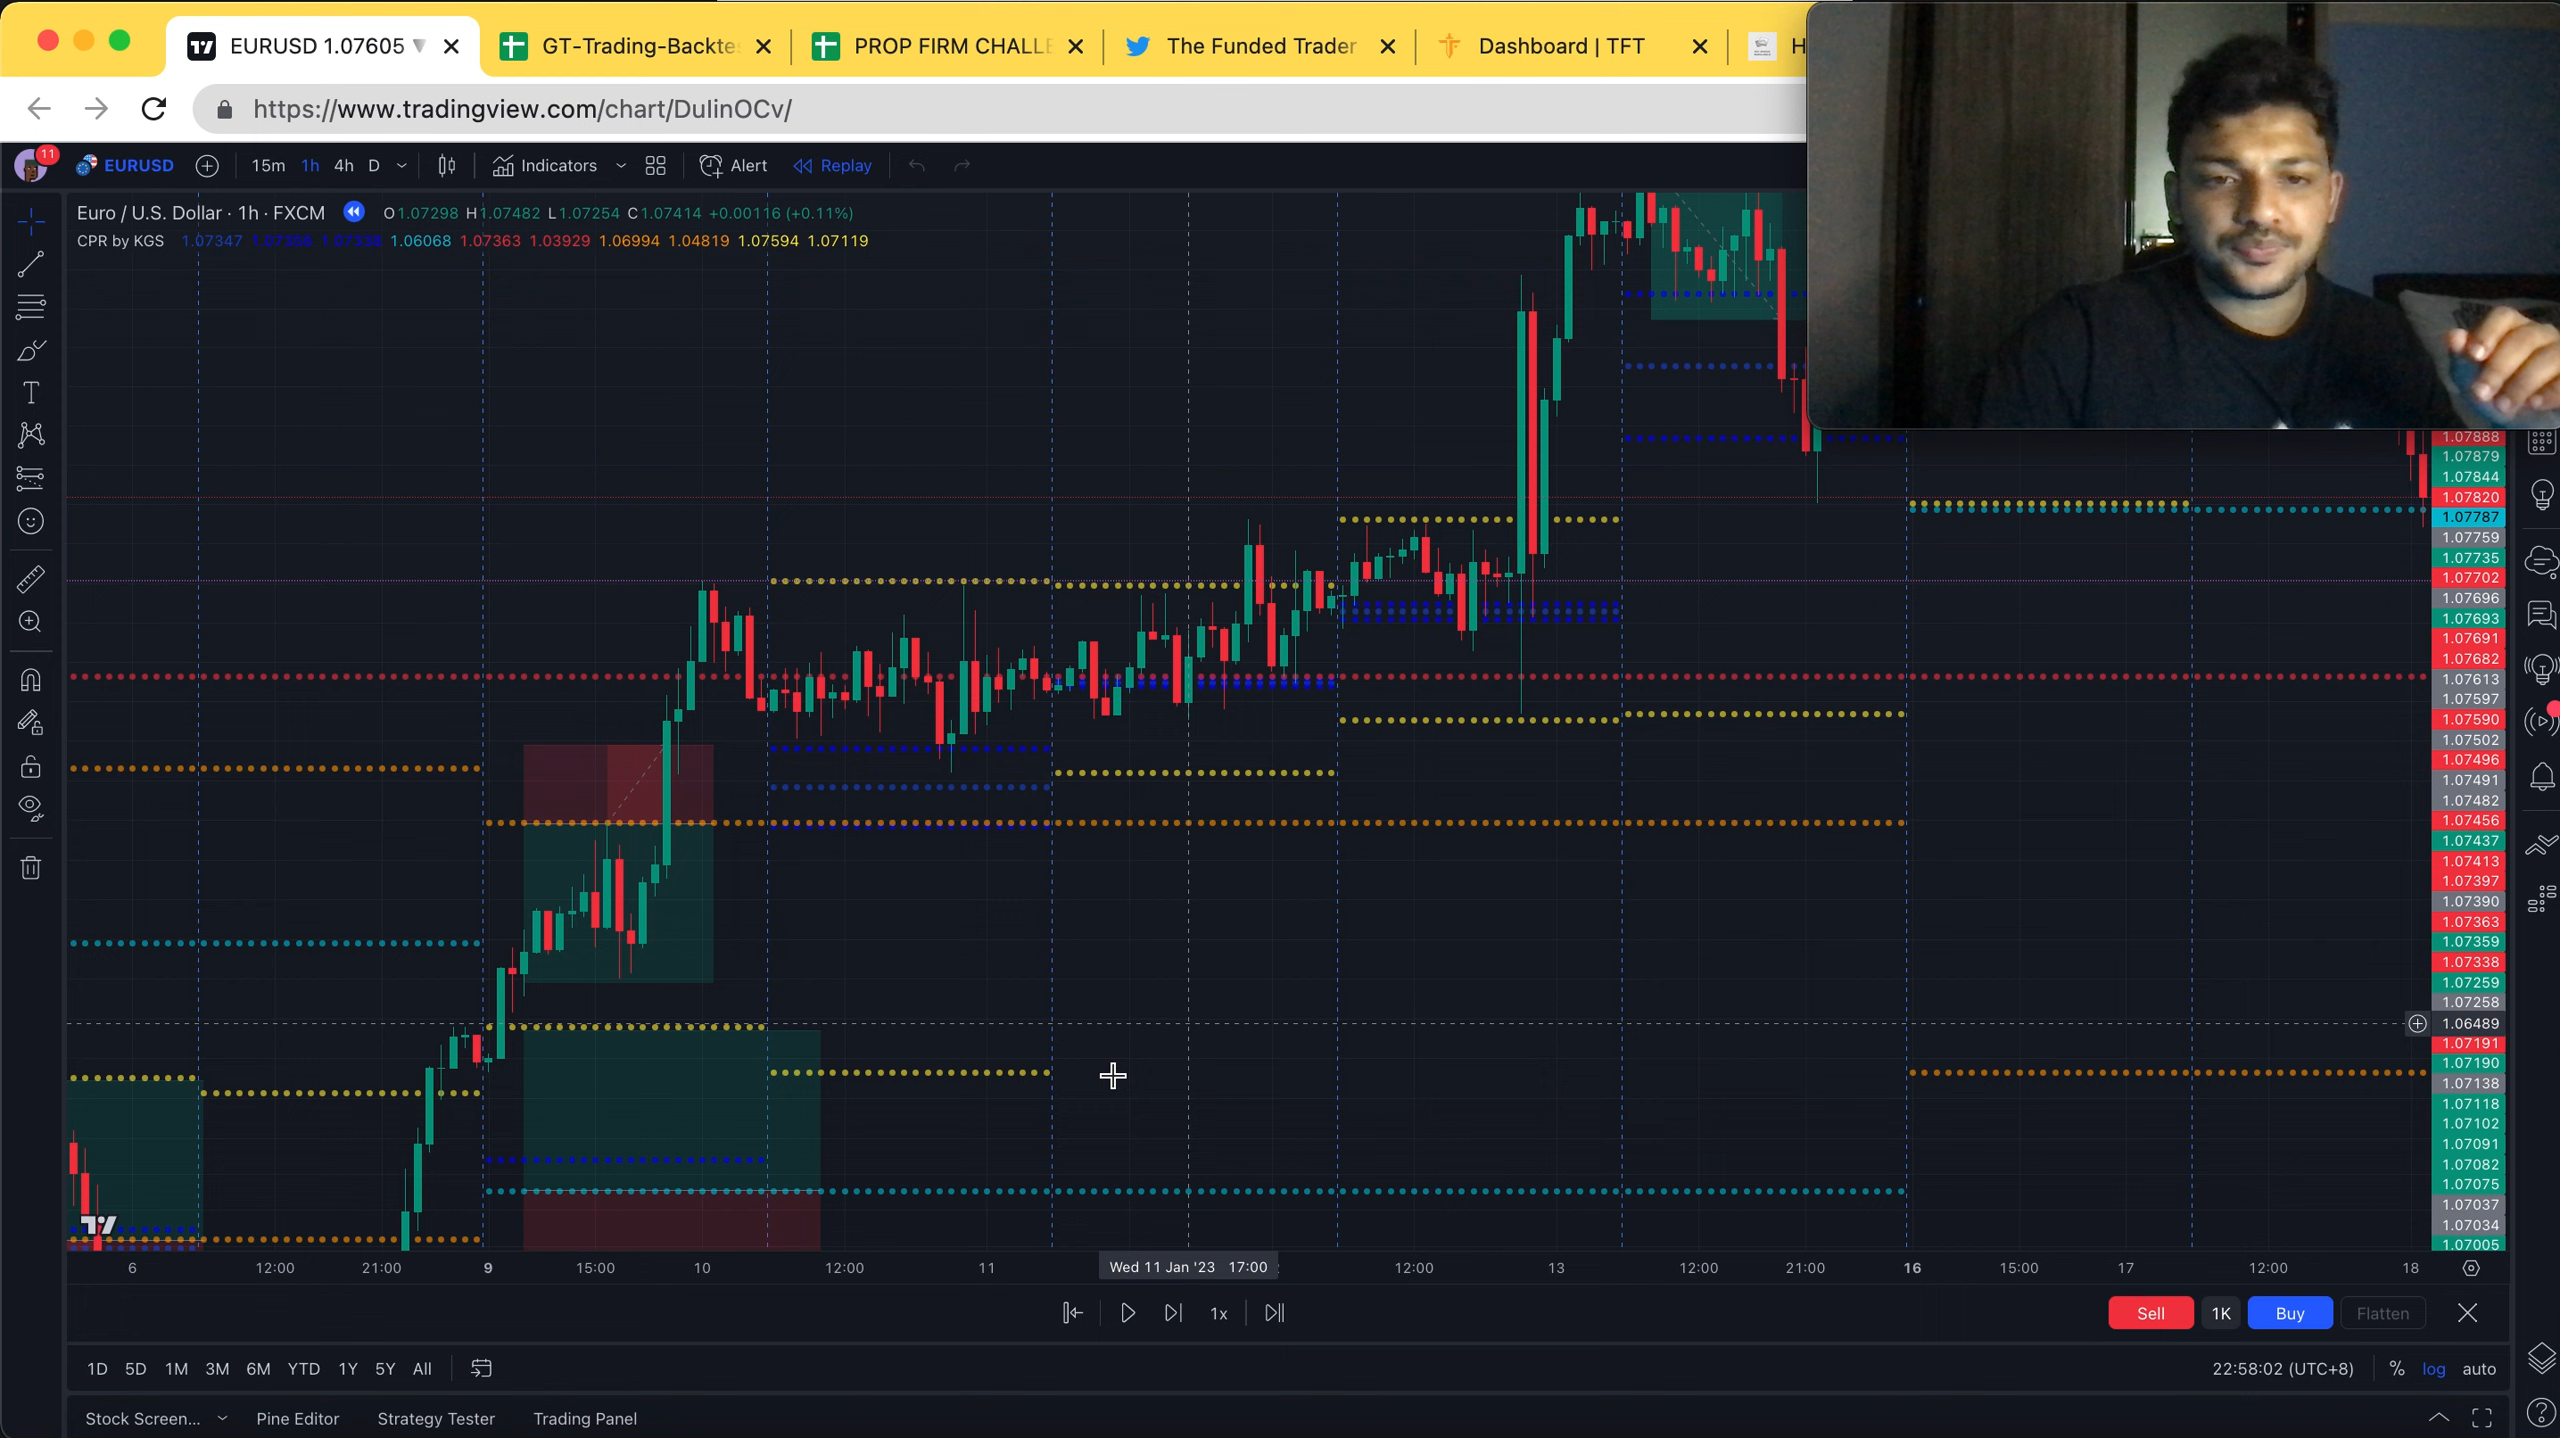 EURUSD 1.07605
GT-Trading-Backte
PROP FIRM CHALLE
The Funded Trader
Dashboard | TFT
H
https://www.tradingview.com/chart/DulinOCv/
11
EURUSD
15m 1h 4h D
Indicators
Alert
Replay
Euro / U.S. Dollar · 1h · FXCM
O1.07298 H1.07482 L1.07254 C1.07414 +0.00116 (+0.11%)
CPR by KGS 1.07347 1.06068 1.07363 1.03929 1.06994 1.04819 1.07594 1.07119
1.07888
1.07879
1.07844
1.07820
1.07787
1.07759
1.07735
1.07702
1.07696
1.07693
1.07691
1.07682
1.07613
1.07597
1.07590
1.07502
1.07496
1.07491
1.07482
1.07456
1.07437
1.07413
1.07397
1.07390
1.07363
1.07359
1.07338
1.07259
1.07258
1.06489
1.07191
1.07190
1.07138
1.07118
1.07102
1.07091
1.07082
1.07075
1.07037
1.07034
1.07005
6 12:00 21:00 9 15:00 10 12:00 11 Wed 11 Jan '23 17:00 12:00 13 12:00 21:00 16 15:00 17 12:00 18
1x
Sell 1K Buy Flatten
1D 5D 1M 3M 6M YTD 1Y 5Y All
22:58:02 (UTC+8) % log auto
Stock Screen... Pine Editor Strategy Tester Trading Panel